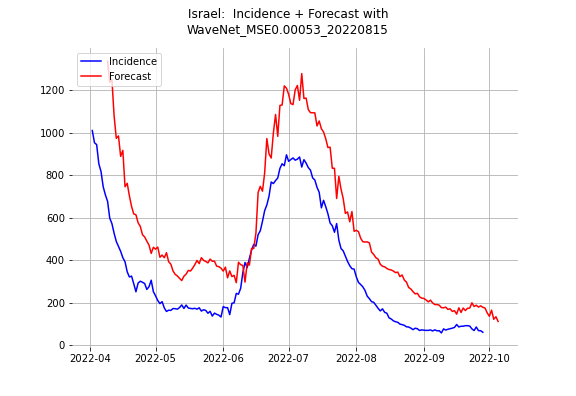 Israel:  Incidence + Forecast with
WaveNet_MSE0.00053_20220815
Incidence
Forecast
1200
1000
800
600
400
200
0
2022-04 2022-05 2022-06 2022-07 2022-08 2022-09 2022-10